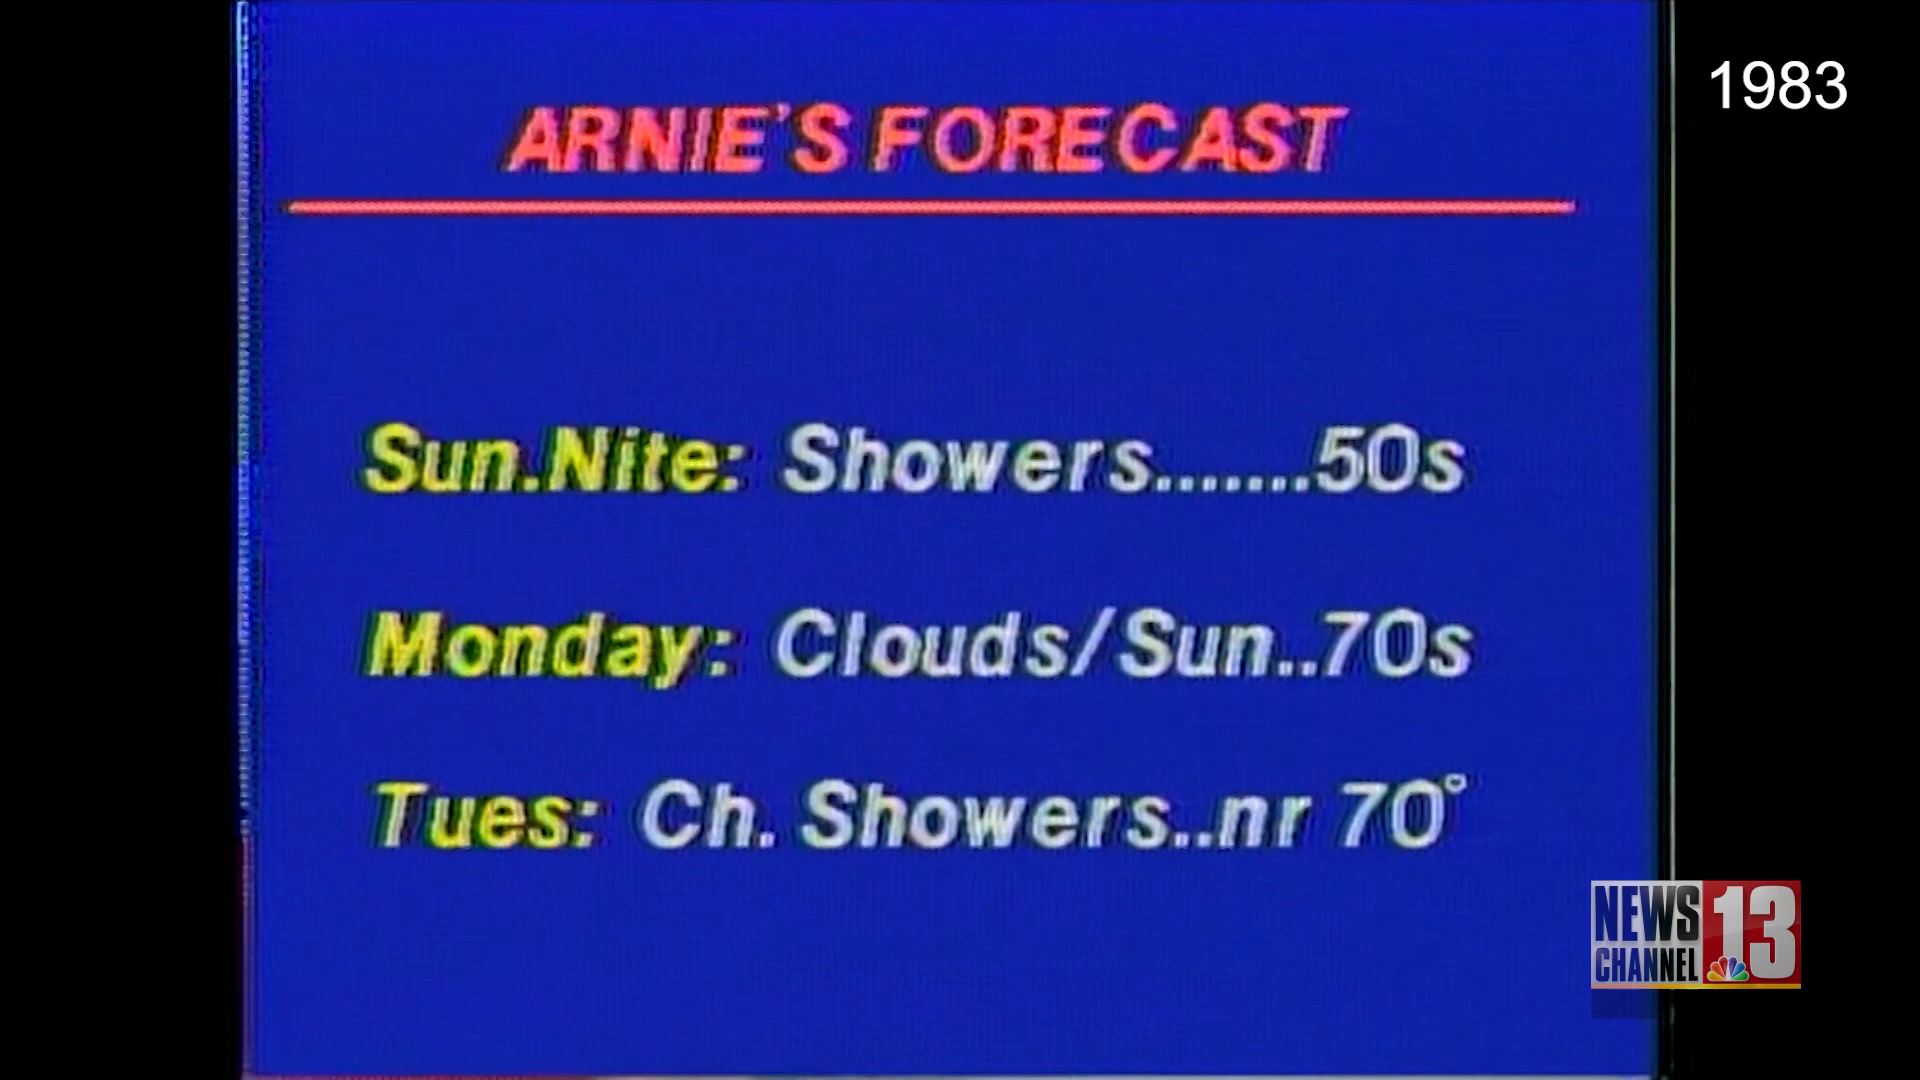 1983
ARNIE'S FORECAST
Sun.Nite: Showers.......50s
Monday: Clouds/Sun..70s
Tues: Ch. Showers..nr 70°
NEWS
CHANNEL
13